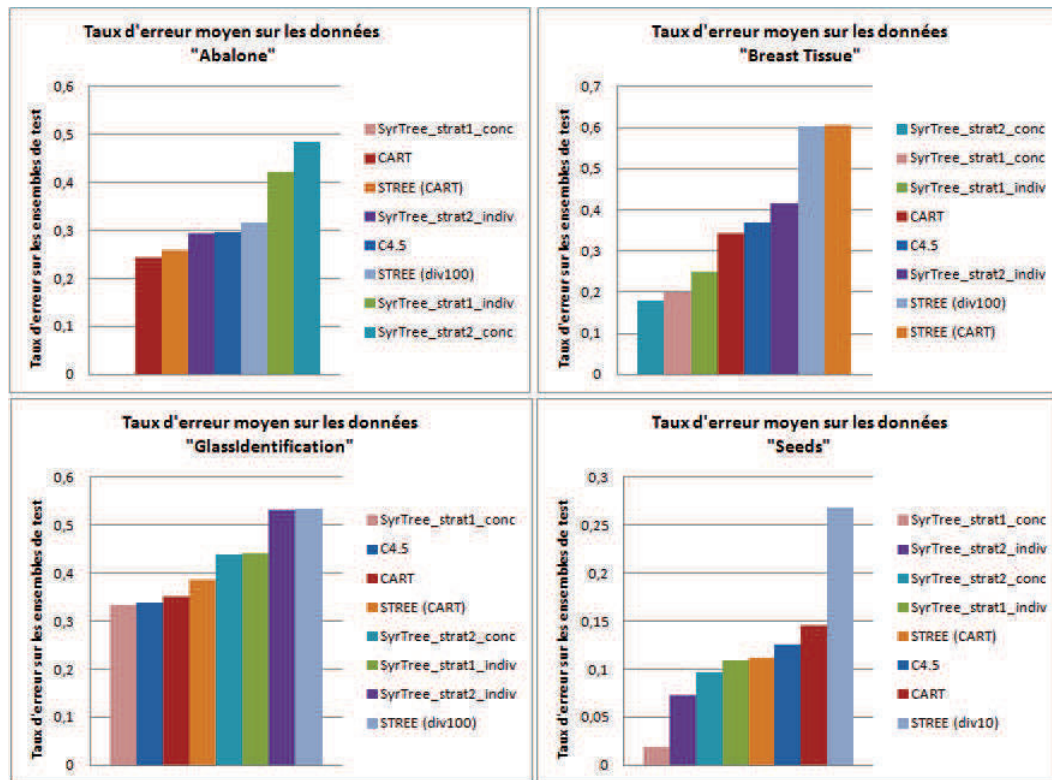 Taux d'erreur moyen sur les données
"Abalone"
Taux d'erreur sur les ensembles de test
0,6
0,5
0,4
0,3
0,2
0,1
0
SyrTree_strat1_conc
CART
STREE (CART)
SyrTree_strat2_indiv
C4.5
STREE (div100)
SyrTree_strat1_indiv
SyrTree_strat2_conc
Taux d'erreur moyen sur les données
"Breast Tissue"
Taux d'erreur sur les ensembles de test
0,7
0,6
0,5
0,4
0,3
0,2
0,1
0
SyrTree_strat2_conc
SyrTree_strat1_conc
SyrTree_strat1_indiv
CART
C4.5
SyrTree_strat2_indiv
STREE (div100)
STREE (CART)
Taux d'erreur moyen sur les données
"GlassIdentification"
Taux d'erreur sur les ensembles de test
0,6
0,5
0,4
0,3
0,2
0,1
0
SyrTree_strat1_conc
C4.5
CART
STREE (CART)
SyrTree_strat2_conc
SyrTree_strat1_indiv
SyrTree_strat2_indiv
STREE (div100)
Taux d'erreur moyen sur les données
"Seeds"
Taux d'erreur sur les ensembles de test
0,3
0,25
0,2
0,15
0,1
0,05
0
SyrTree_strat1_conc
SyrTree_strat2_indiv
SyrTree_strat2_conc
SyrTree_strat1_indiv
STREE (CART)
C4.5
CART
STREE (div10)